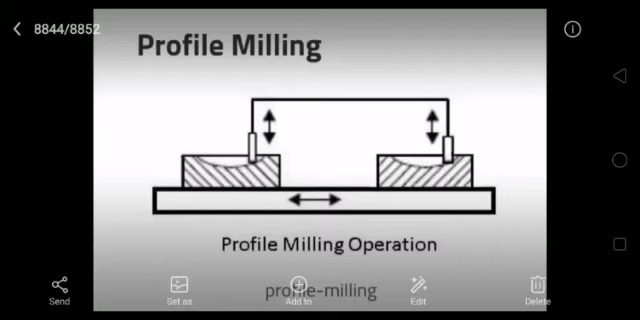 8844/8852
Profile Milling
Profile Milling Operation
profile-milling
Send
Set as
Add to
Edit
Delete